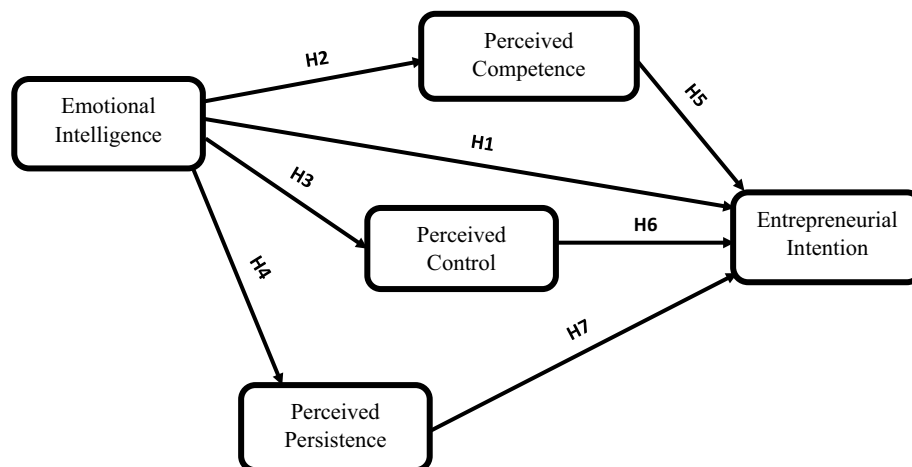 Perceived
Competence
H2
Emotional
Intelligence
H5
H1
H3
Entrepreneurial
Intention
Perceived
Control
H6
H4
H7
Perceived
Persistence